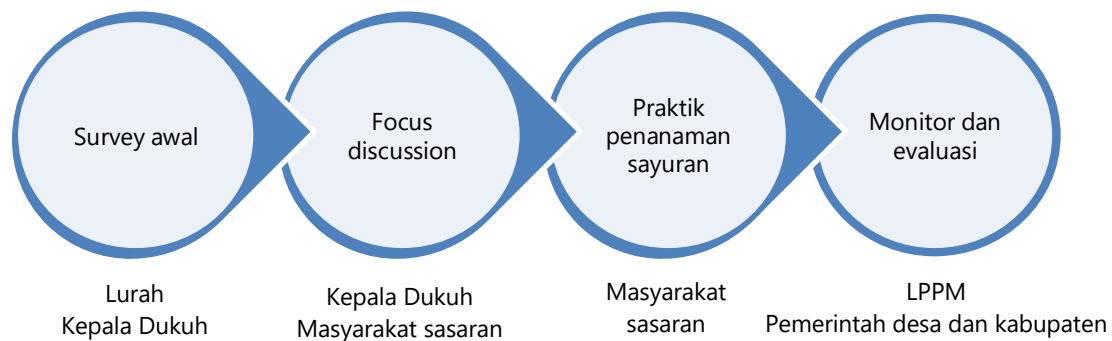 Survey awal
Focus
discussion
Praktik
penanaman
sayuran
Monitor dan
evaluasi
Lurah
Kepala Dukuh
Kepala Dukuh
Masyarakat sasaran
Masyarakat
sasaran
LPPM
Pemerintah desa dan kabupaten